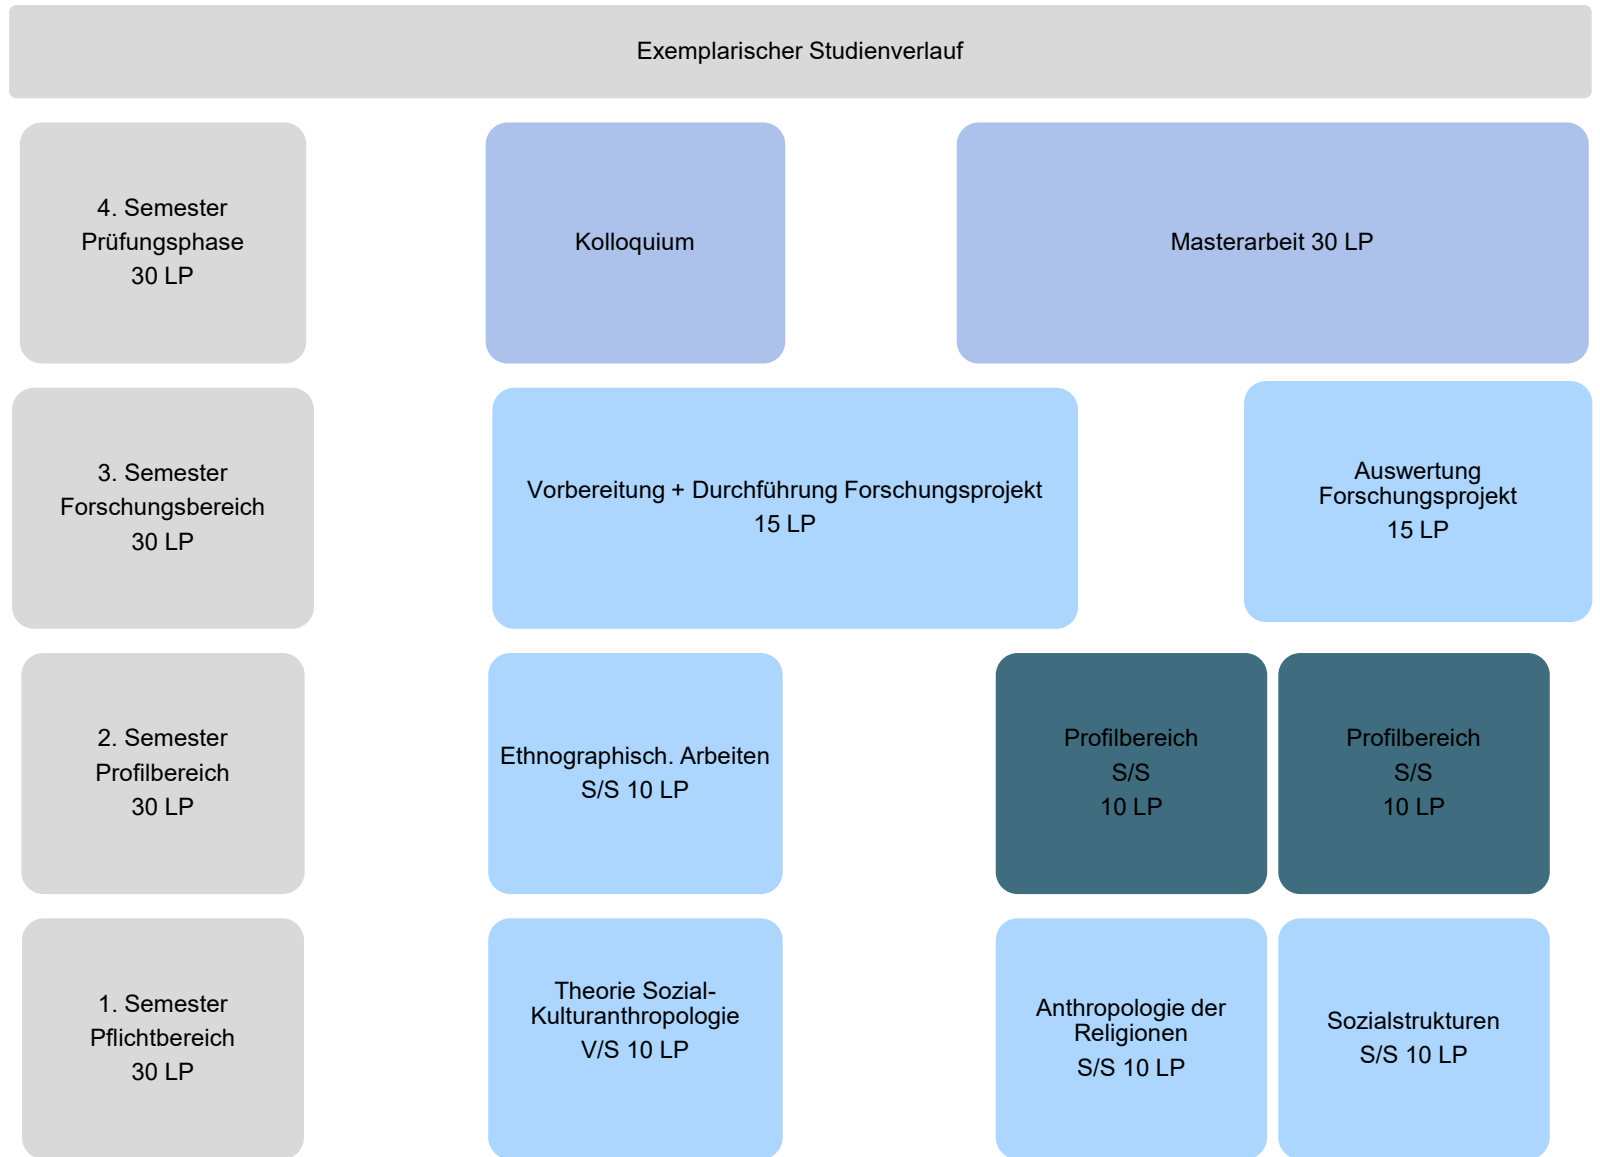 Exemplarischer Studienverlauf
4. Semester
Prüfungsphase
30 LP
Kolloquium
Masterarbeit 30 LP
3. Semester
Forschungsbereich
30 LP
Vorbereitung + Durchführung Forschungsprojekt
15 LP
Auswertung
Forschungsprojekt
15 LP
2. Semester
Profilbereich
30 LP
Ethnographisch. Arbeiten
S/S 10 LP
Profilbereich
S/S
10 LP
Profilbereich
S/S
10 LP
1. Semester
Pflichtbereich
30 LP
Theorie Sozial-
Kulturanthropologie
V/S 10 LP
Anthropologie der
Religionen
S/S 10 LP
Sozialstrukturen
S/S 10 LP